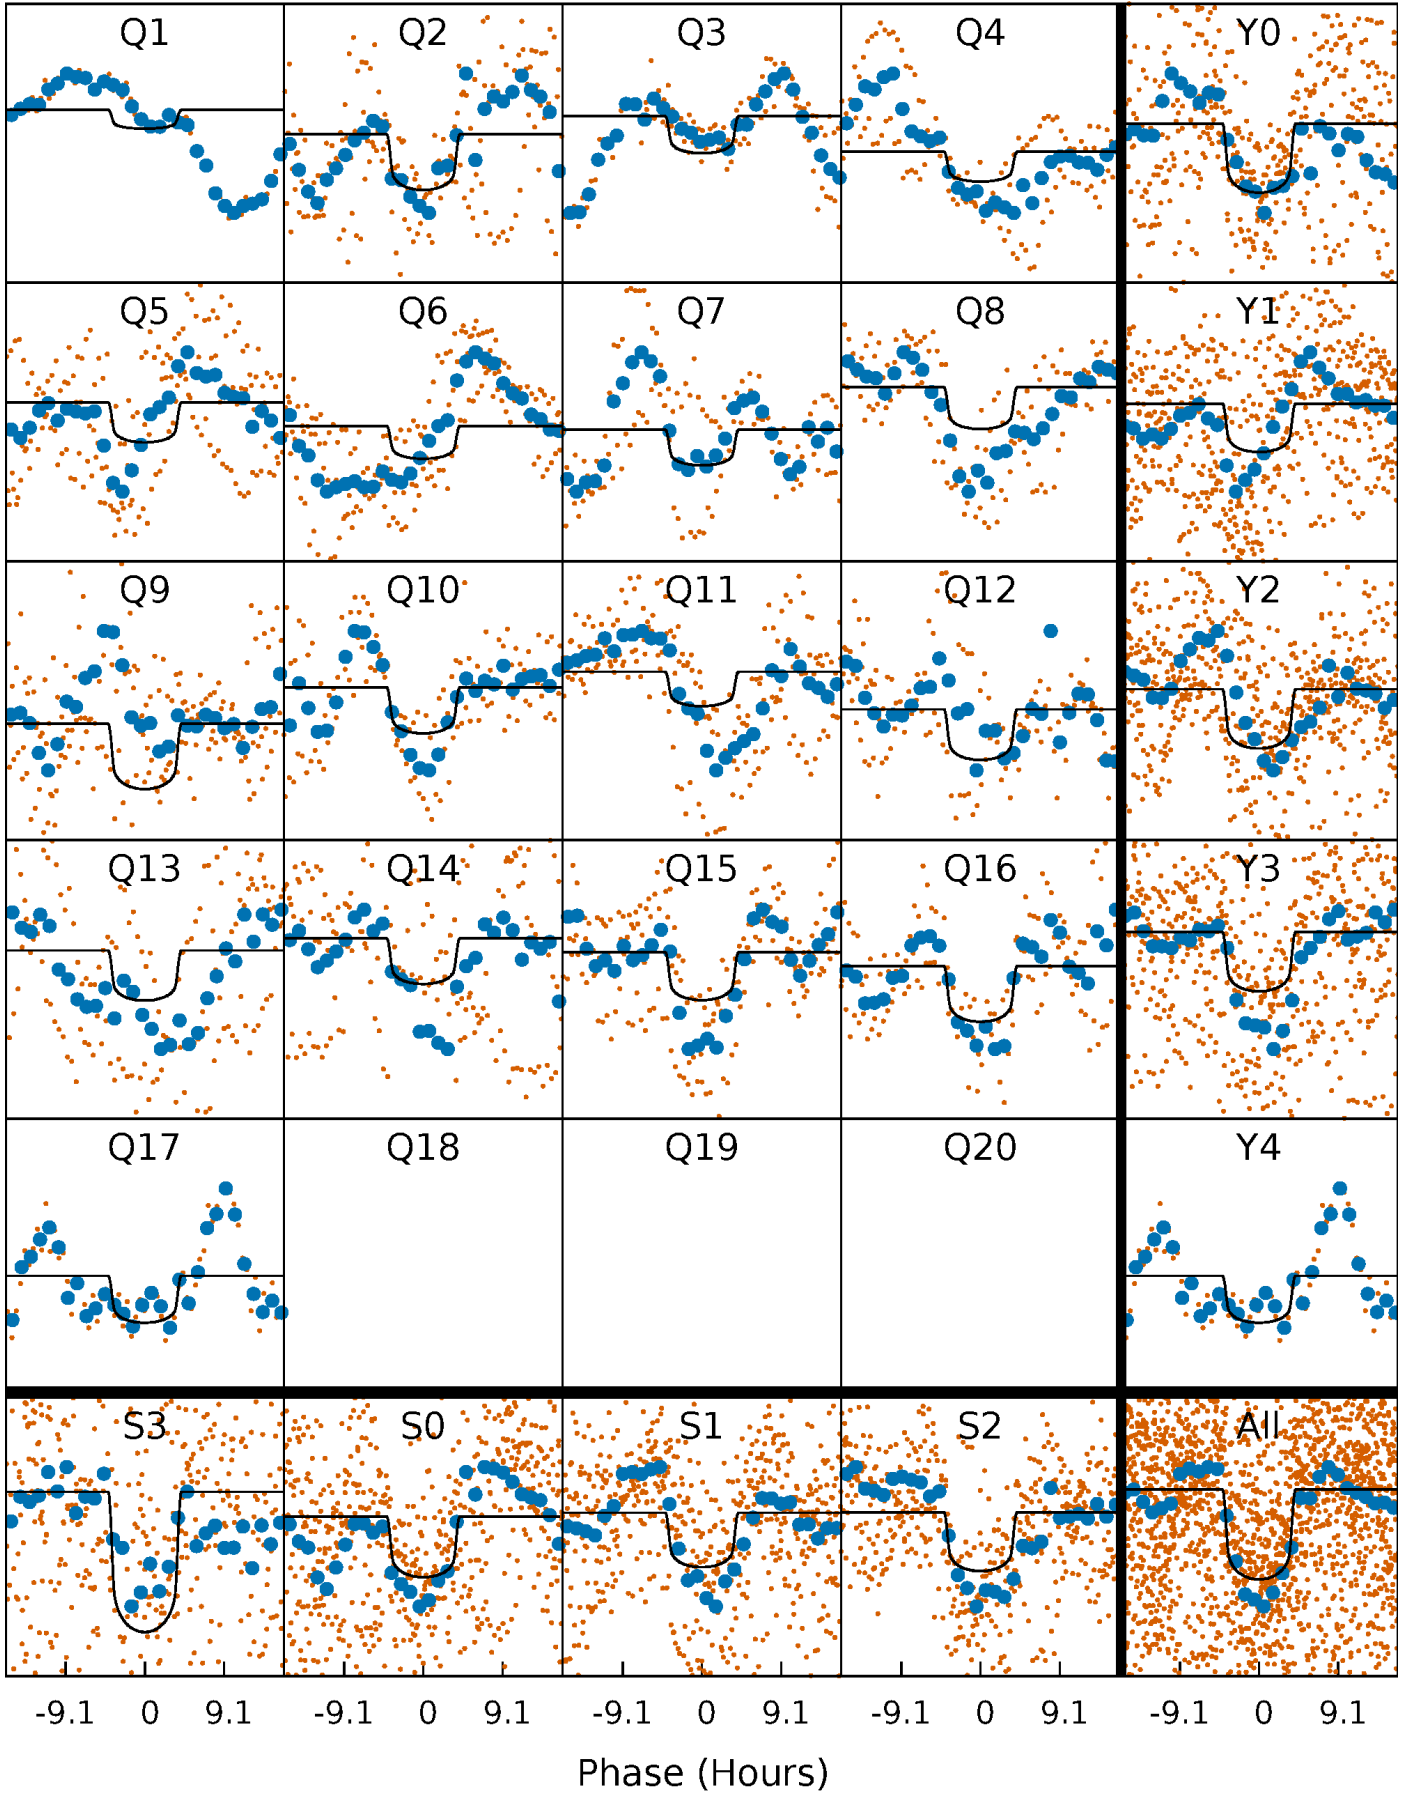 Q1 Q2 Q3 Q4 Y0
Q5 Q6 Q7 Q8 Y1
Q9 Q10 Q11 Q12 Y2
Q13 Q14 Q15 Q16 Y3
Q17 Q18 Q19 Q20 Y4
S3 S0 S1 S2 All
-9.1 0 9.1 -9.1 0 9.1 -9.1 0 9.1 -9.1 0 9.1 -9.1 0 9.1
Phase (Hours)